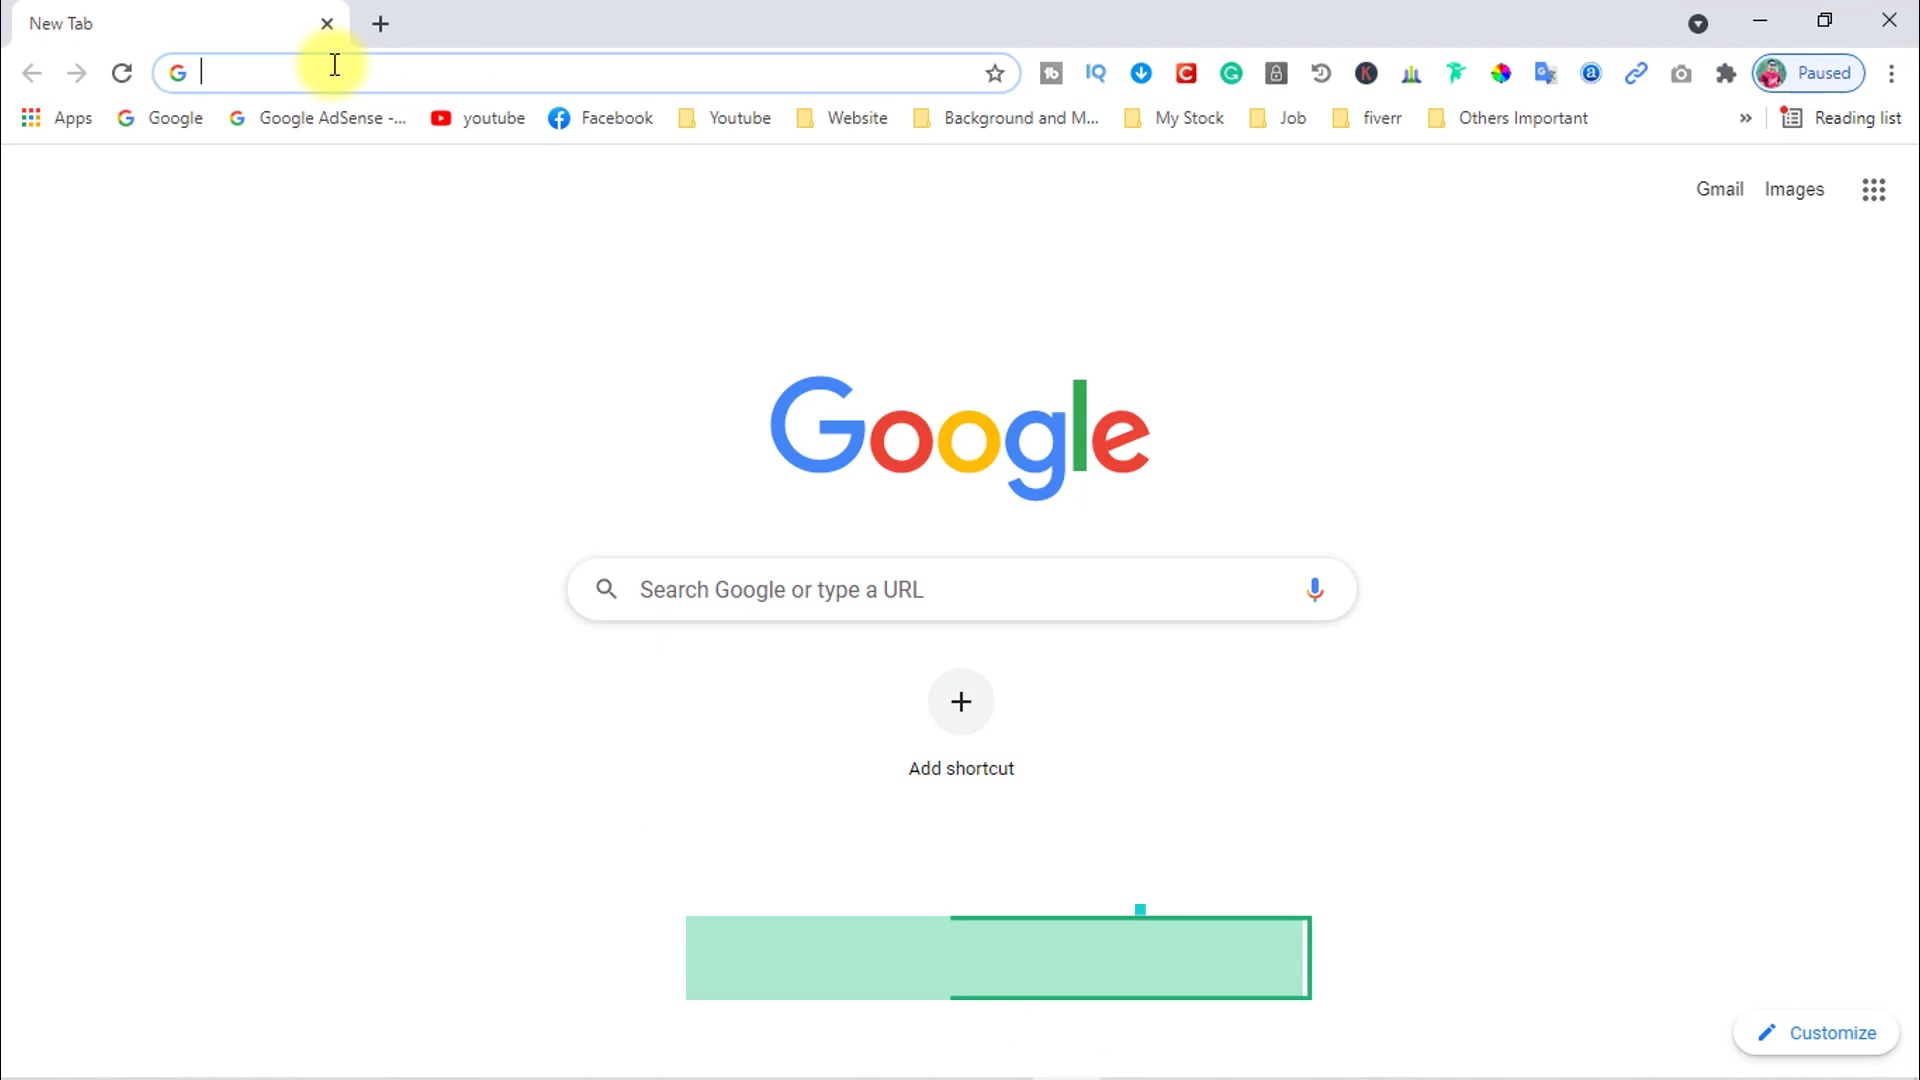 New Tab
Paused
Apps
Google
Google AdSense -...
youtube
Facebook
Youtube
Website
Background and M...
My Stock
Job
fiverr
Others Important
»
Reading list
Gmail
Images
Google
Search Google or type a URL
Add shortcut
Customize